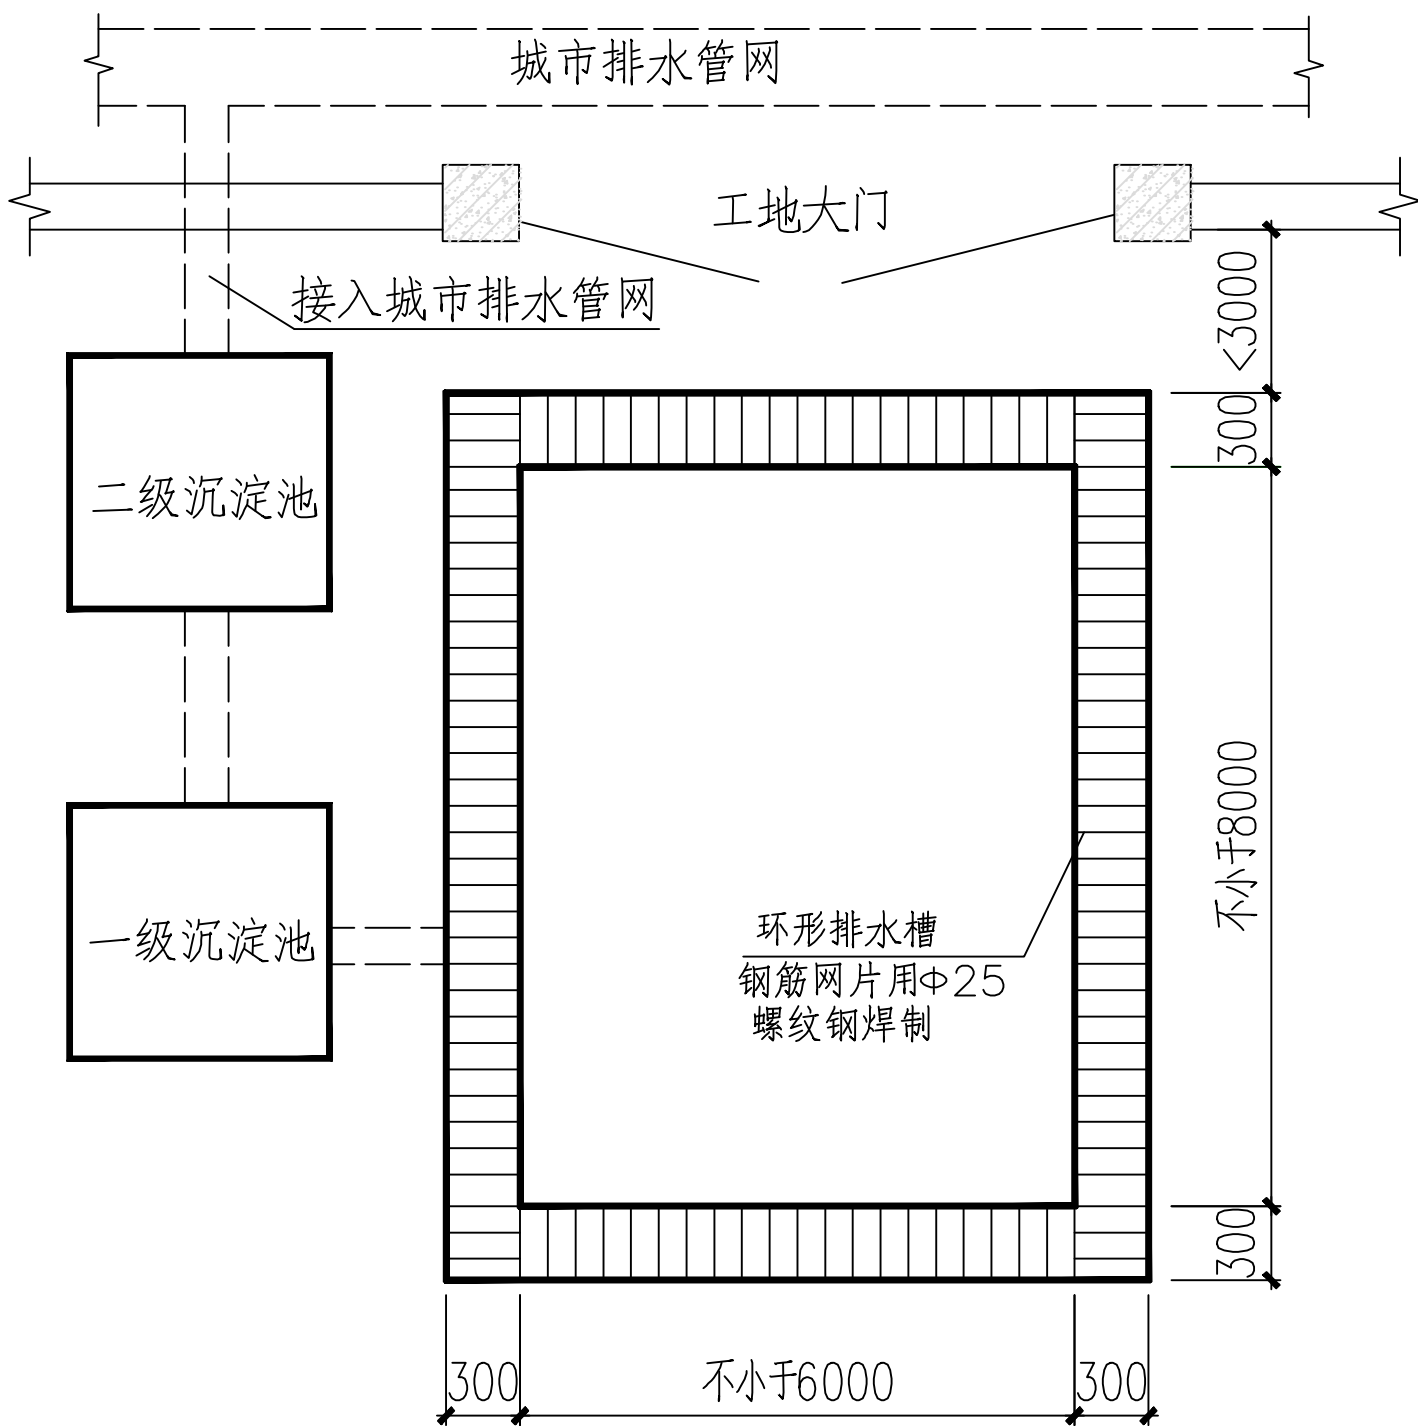 城市排水管网
工地大门
接入城市排水管网
<3000
300
二级沉淀池
不小于8000
一级沉淀池
环形排水槽
钢筋网片用Φ25
螺纹钢焊制
300
300
不小于6000
300